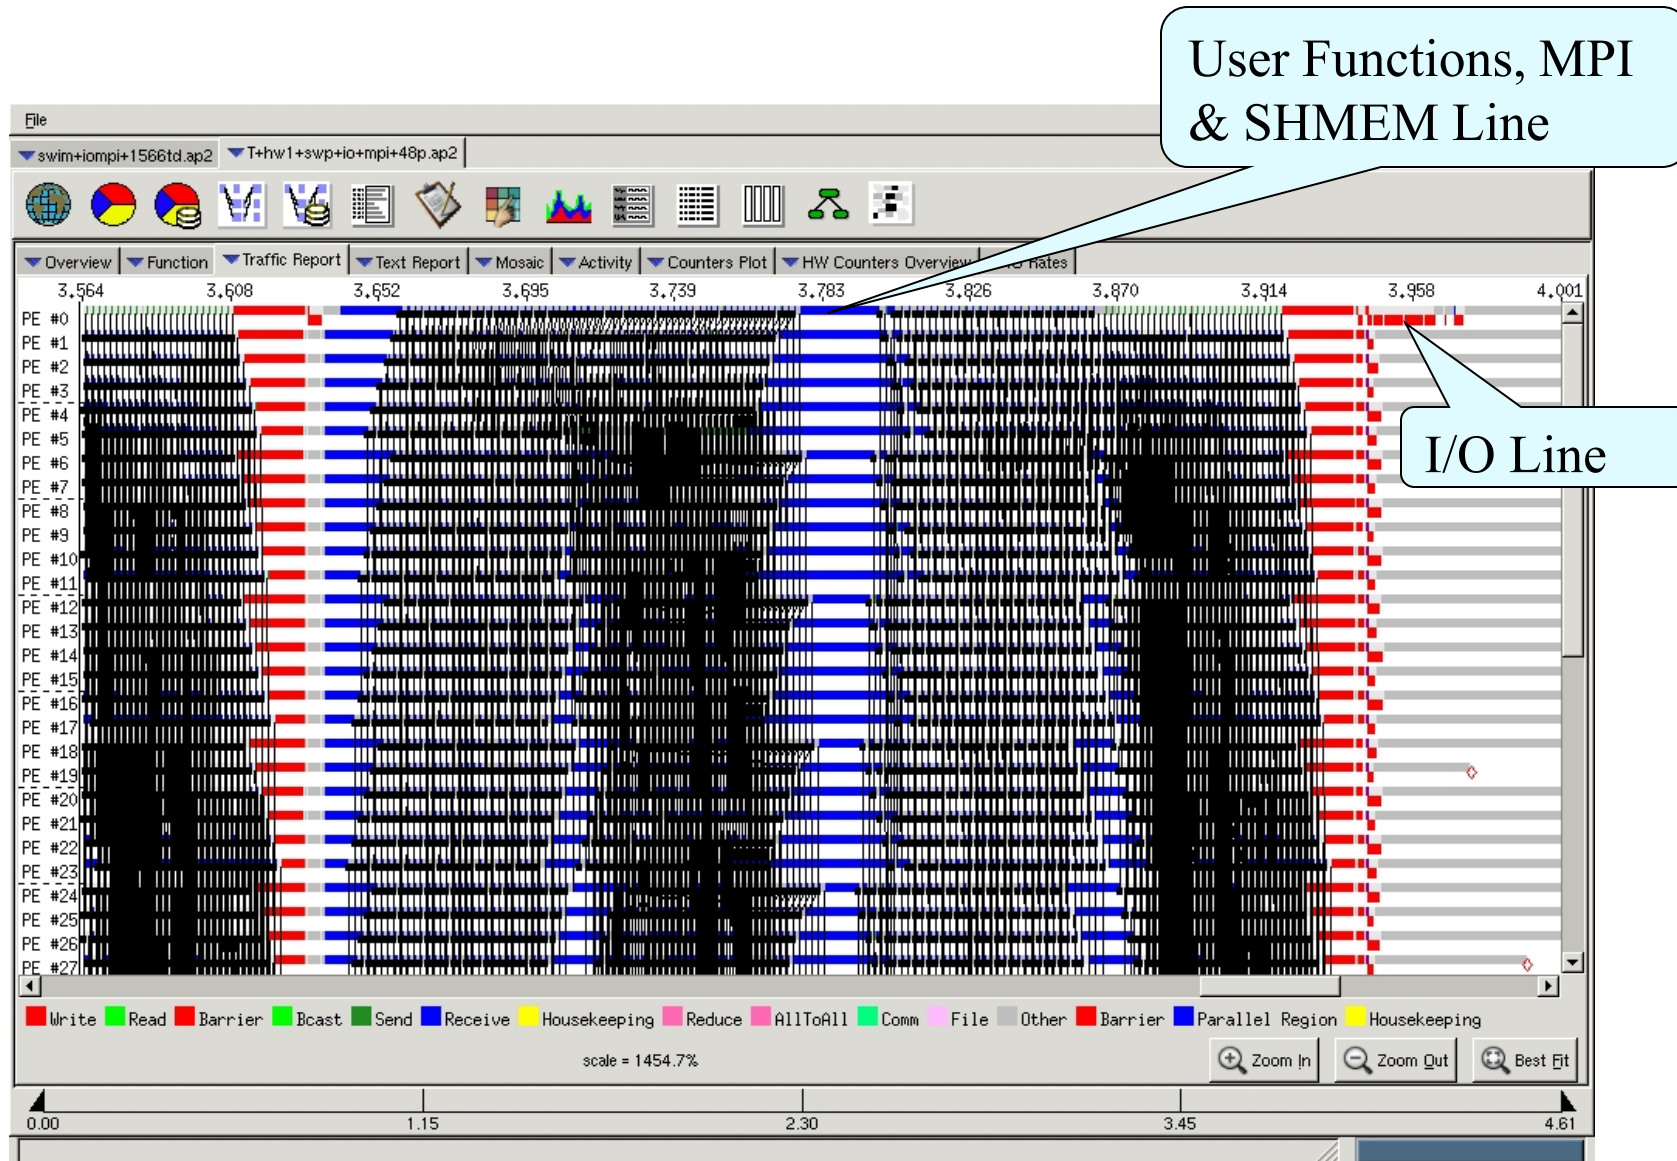 User Functions, MPI
& SHMEM Line
File
swim+iompi+1566td.ap2 T+hw1+swp+io+mpi+48p.ap2
Overview Function Traffic Report Text Report Mosaic Activity Counters Plot HW Counters Overview Rates
3.564 3.608 3.652 3.695 3.739 3.783 3.826 3.870 3.914 3.958 4.001
PE #0
PE #1
PE #2
PE #3
PE #4
PE #5
I/O Line
PE #6
PE #7
PE #8
PE #9
PE #10
PE #11
PE #12
PE #13
PE #14
PE #15
PE #16
PE #17
PE #18
PE #19
PE #20
PE #21
PE #22
PE #23
PE #24
PE #25
PE #26
PE #27
Write Read Barrier Bcast Send Receive Housekeeping Reduce AllToAll Comm File Other Barrier Parallel Region Housekeeping
scale = 1454.7% Zoom In Zoom Out Best Fit
0.00 1.15 2.30 3.45 4.61